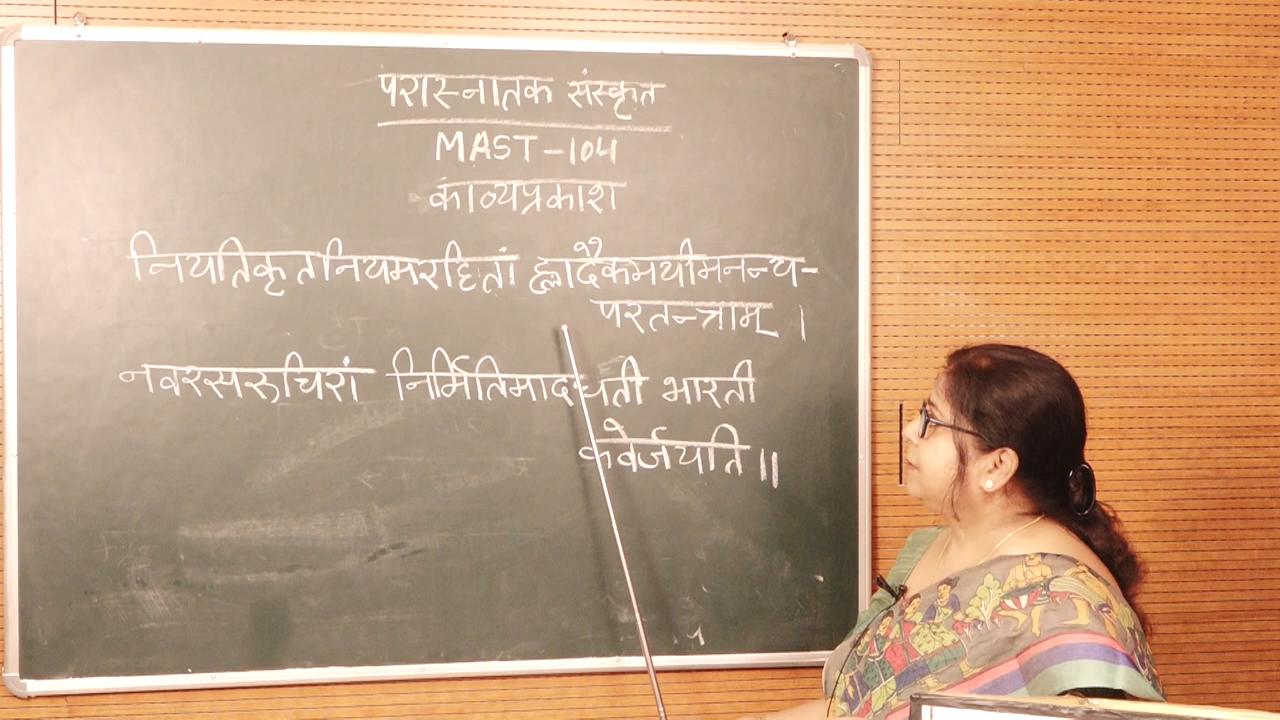 परास्नातक संस्कृत
MAST-104
काव्यप्रकाश
नियतिकृतनियमरहितां ह्लादैकमयीमनन्य-
परतन्त्राम् ।
नवरसरुचिरां निर्मितिमादधती भारती
कवेर्जयति ॥